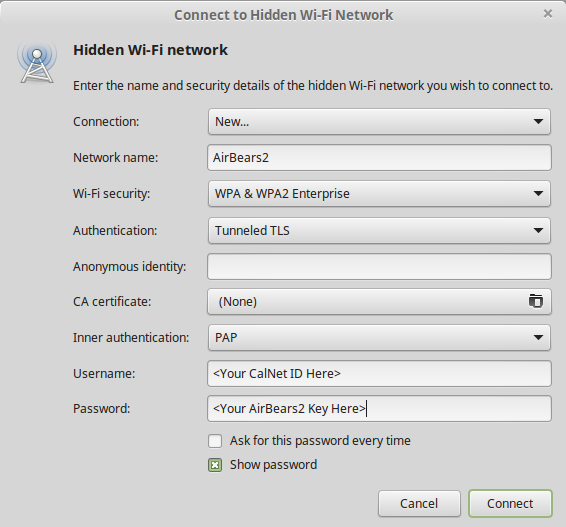 Connect to Hidden Wi-Fi Network
Hidden Wi-Fi network
Enter the name and security details of the hidden Wi-Fi network you wish to connect to.
Connection: New...
Network name: AirBears2
Wi-Fi security: WPA & WPA2 Enterprise
Authentication: Tunneled TLS
Anonymous identity:
CA certificate: (None)
Inner authentication: PAP
Username: <Your CalNet ID Here>
Password: <Your AirBears2 Key Here>
Ask for this password every time
Show password
Cancel Connect